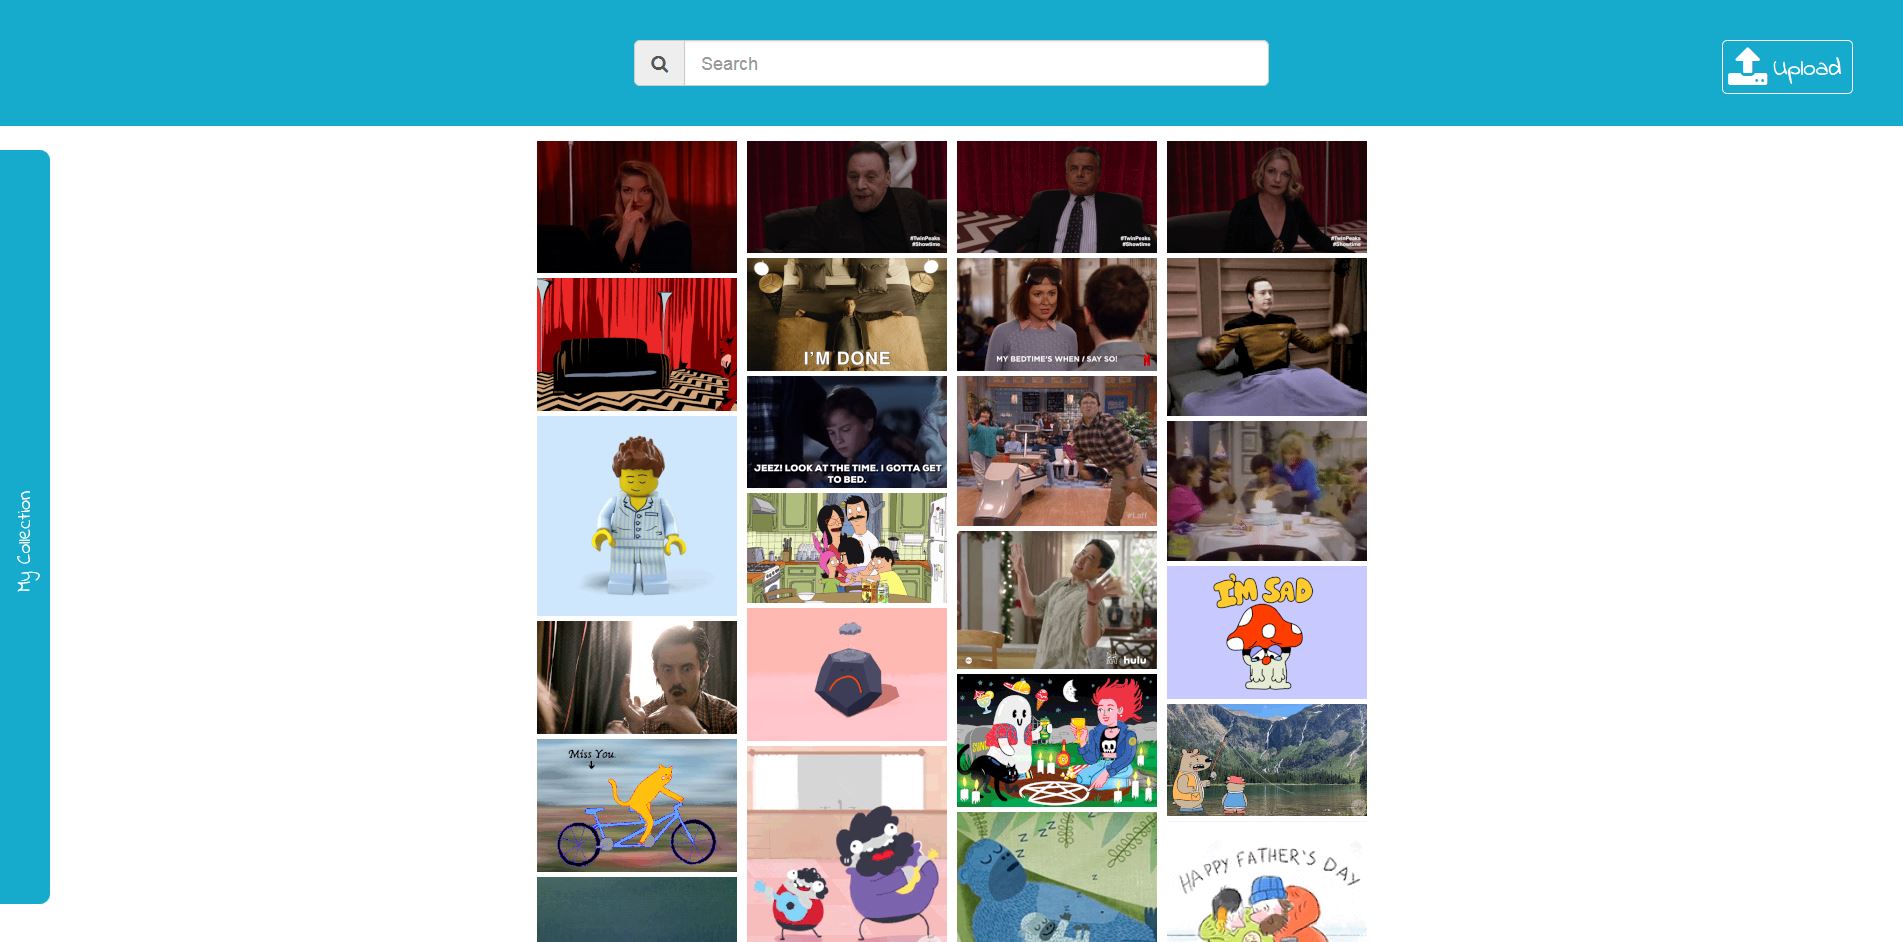 Search
Upload
My Collection
#TwinPeaks
#Showtime
#TwinPeaks
#Showtime
#TwinPeaks
#Showtime
I'M DONE
MY BEDTIME'S WHEN I SAY SO!
JEEZ! LOOK AT THE TIME. I GOTTA GET
TO BED.
#Laff
hulu
I'M SAD
Miss You
z z z z
z
z
HAPPY FATHER'S DAY